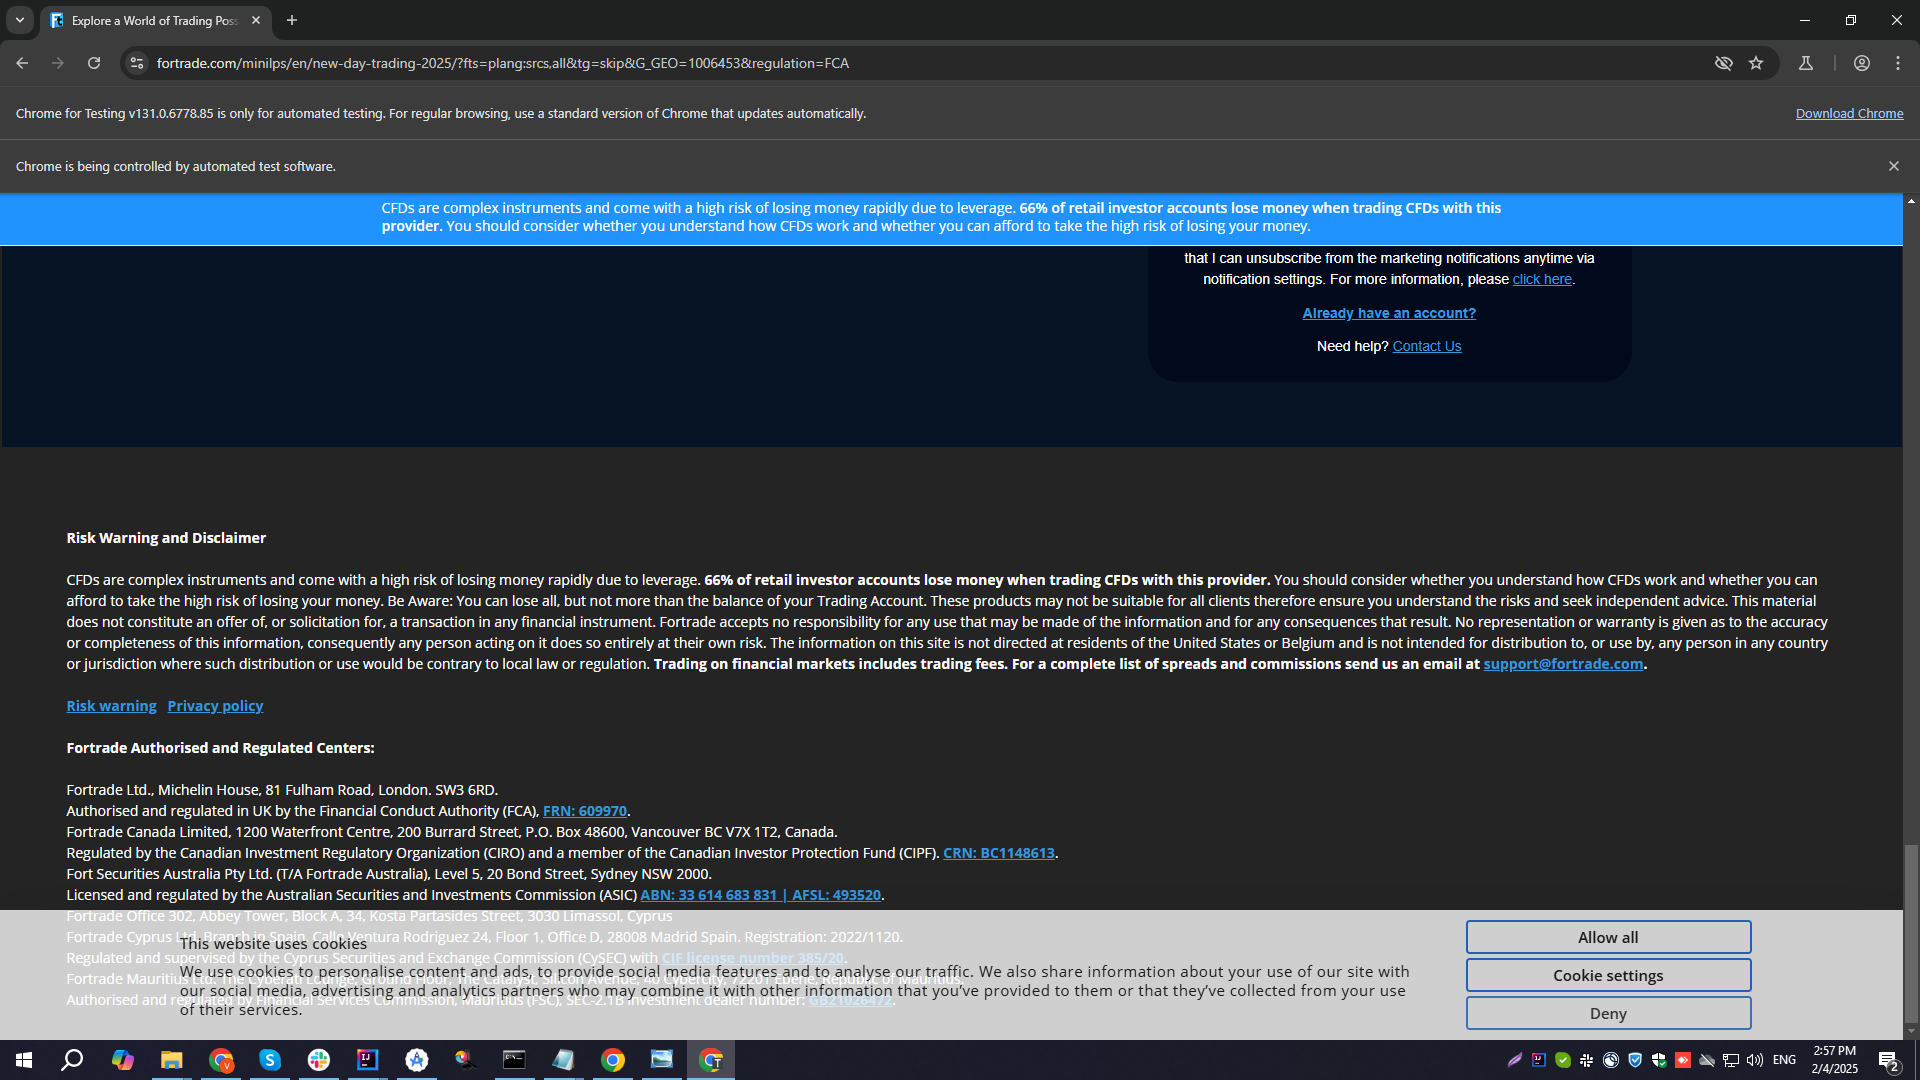 Explore a World of Trading Poss
fortrade.com/minilps/en/new-day-trading-2025/?fts=plang:srcs,all&tg=skip&G_GEO=1006453&regulation=FCA
Chrome for Testing v131.0.6778.85 is only for automated testing. For regular browsing, use a standard version of Chrome that updates automatically.
Download Chrome
Chrome is being controlled by automated test software.
CFDs are complex instruments and come with a high risk of losing money rapidly due to leverage. 66% of retail investor accounts lose money when trading CFDs with this
provider. You should consider whether you understand how CFDs work and whether you can afford to take the high risk of losing your money.
that I can unsubscribe from the marketing notifications anytime via
notification settings. For more information, please click here.
Already have an account?
Need help? Contact Us
Risk Warning and Disclaimer
CFDs are complex instruments and come with a high risk of losing money rapidly due to leverage. 66% of retail investor accounts lose money when trading CFDs with this provider. You should consider whether you understand how CFDs work and whether you can
afford to take the high risk of losing your money. Be Aware: You can lose all, but not more than the balance of your Trading Account. These products may not be suitable for all clients therefore ensure you understand the risks and seek independent advice. This material
does not constitute an offer of, or solicitation for, a transaction in any financial instrument. Fortrade accepts no responsibility for any use that may be made of the information and for any consequences that result. No representation or warranty is given as to the accuracy
or completeness of this information, consequently any person acting on it does so entirely at their own risk. The information on this site is not directed at residents of the United States or Belgium and is not intended for distribution to, or use by, any person in any country
or jurisdiction where such distribution or use would be contrary to local law or regulation. Trading on financial markets includes trading fees. For a complete list of spreads and commissions send us an email at support@fortrade.com.
Risk warning Privacy policy
Fortrade Authorised and Regulated Centers:
Fortrade Ltd., Michelin House, 81 Fulham Road, London. SW3 6RD.
Authorised and regulated in UK by the Financial Conduct Authority (FCA), FRN: 609970.
Fortrade Canada Limited, 1200 Waterfront Centre, 200 Burrard Street, P.O. Box 48600, Vancouver BC V7X 1T2, Canada.
Regulated by the Canadian Investment Regulatory Organization (CIRO) and a member of the Canadian Investor Protection Fund (CIPF). CRN: BC1148613.
Fort Securities Australia Pty Ltd. (T/A Fortrade Australia), Level 5, 20 Bond Street, Sydney NSW 2000.
Licensed and regulated by the Australian Securities and Investments Commission (ASIC) ABN: 33 614 683 831 | AFSL: 493520.
Fortrade Office 302, Abbey Tower, Block A, 34, Kosta Partasides Street, 3030 Limassol, Cyprus
Fortrade Cyprus Ltd. Branch in Spain, Calle Ventura Rodriguez 24, Floor 1, Office D, 28008 Madrid Spain. Registration: 2022/1120.
Regulated and supervised by the Cyprus Securities and Exchange Commission (CySEC) with CIF license number 385/20.
Fortrade Mauritius Ltd. The Cyberati Lounge, Ground Floor, The Catalyst, Silicon Avenue, 40 Cybercity, 72201 Ebene, Republic of Mauritius.
Authorised and regulated by Financial Services Commission, Mauritius (FSC), SEC-2.1B investment dealer number: GB21026472.
This website uses cookies
We use cookies to personalise content and ads, to provide social media features and to analyse our traffic. We also share information about your use of our site with
our social media, advertising and analytics partners who may combine it with other information that you've provided to them or that they've collected from your use
of their services.
Allow all
Cookie settings
Deny
ENG
2:57 PM
2/4/2025
2